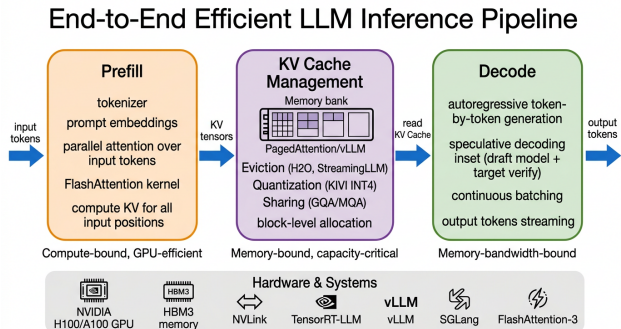 End-to-End Efficient LLM Inference Pipeline
input
tokens
Prefill
tokenizer
prompt embeddings
parallel attention over
input tokens
FlashAttention kernel
compute KV for all
input positions
Compute-bound, GPU-efficient
KV
tensors
KV Cache
Management
Memory bank
PagedAttention/vLLM
Eviction (H2O, StreamingLLM)
Quantization (KIVI INT4)
Sharing (GQA/MQA)
block-level allocation
Memory-bound, capacity-critical
read
KV Cache
Decode
autoregressive token-
by-token generation
speculative decoding
inset (draft model +
target verify)
continuous batching
output tokens streaming
Memory-bandwidth-bound
output
tokens
Hardware & Systems
NVIDIA
H100/A100 GPU
HBM3
HBM3
memory
NVLink
TensorRT-LLM
vLLM
vLLM
SGLang
FlashAttention-3